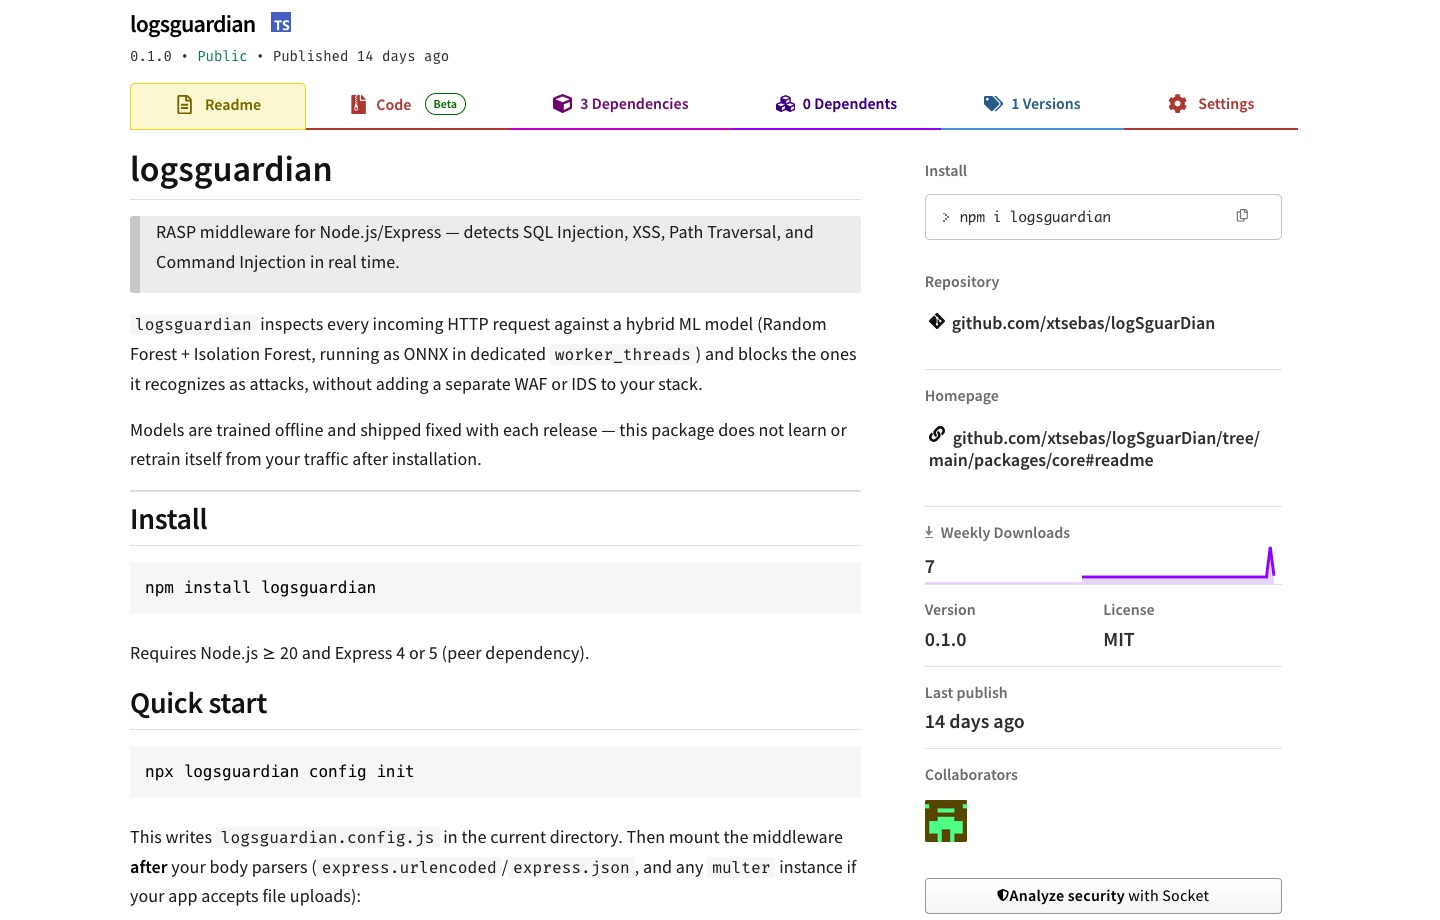 logsguardian TS
0.1.0 • Public • Published 14 days ago
Readme
Code Beta
3 Dependencies
0 Dependents
1 Versions
Settings
logsguardian
RASP middleware for Node.js/Express — detects SQL Injection, XSS, Path Traversal, and
Command Injection in real time.
logsguardian inspects every incoming HTTP request against a hybrid ML model (Random
Forest + Isolation Forest, running as ONNX in dedicated worker_threads ) and blocks the ones
it recognizes as attacks, without adding a separate WAF or IDS to your stack.
Models are trained offline and shipped fixed with each release — this package does not learn or
retrain itself from your traffic after installation.
Install
npm install logsguardian
Requires Node.js ≥ 20 and Express 4 or 5 (peer dependency).
Quick start
npx logsguardian config init
This writes logsguardian.config.js in the current directory. Then mount the middleware
after your body parsers ( express.urlencoded / express.json , and any multer instance if
your app accepts file uploads):
Install
> npm i logsguardian
Repository
github.com/xtsebas/logSguarDian
Homepage
github.com/xtsebas/logSguarDian/tree/
main/packages/core#readme
Weekly Downloads
7
Version
0.1.0
License
MIT
Last publish
14 days ago
Collaborators
Analyze security with Socket